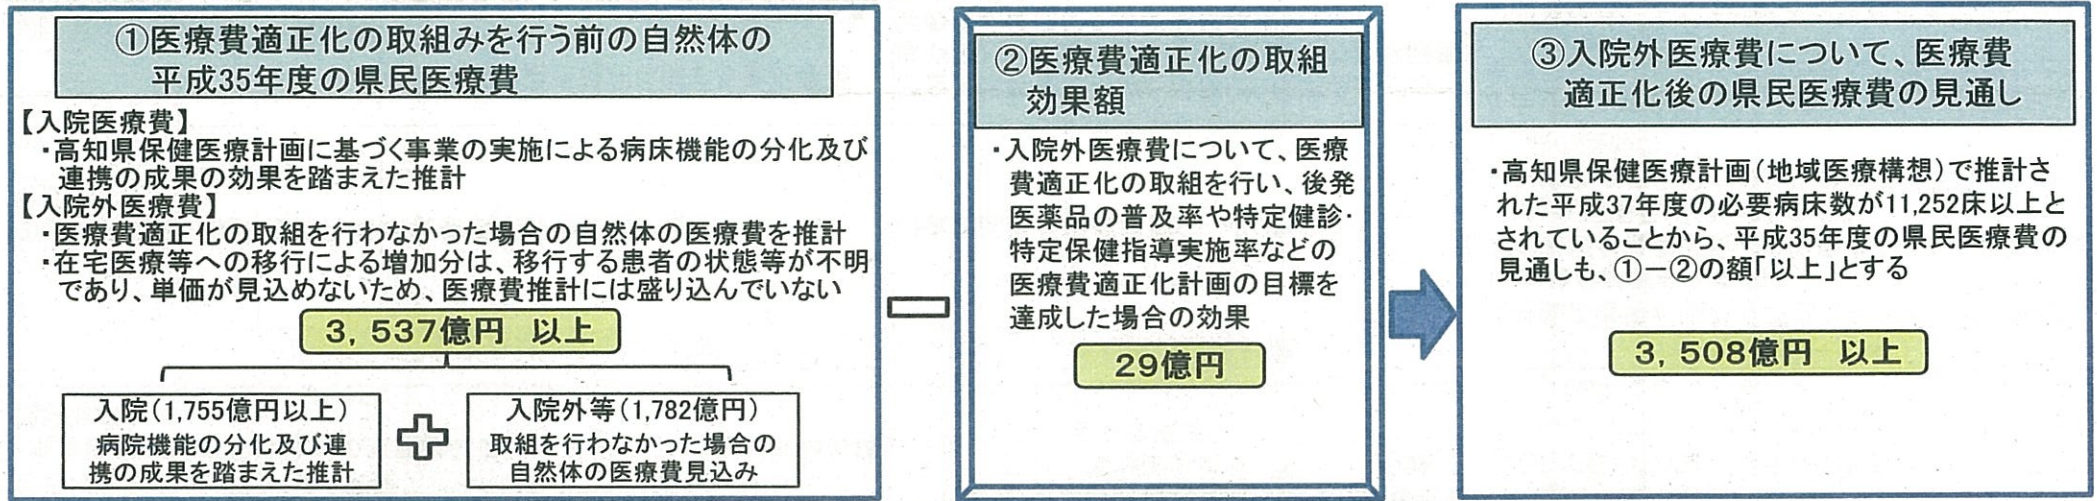 ①医療費適正化の取組みを行う前の自然体の
平成35年度の県民医療費
【入院医療費】
・高知県保健医療計画に基づく事業の実施による病床機能の分化及び
連携の成果の効果を踏まえた推計
【入院外医療費】
・医療費適正化の取組を行わなかった場合の自然体の医療費を推計
・在宅医療等への移行による増加分は、移行する患者の状態等が不明
であり、単価が見込めないため、医療費推計には盛り込んでいない
3,537億円 以上
入院(1,755億円以上)
病院機能の分化及び連
携の成果を踏まえた推計
入院外等(1,782億円)
取組を行わなかった場合の
自然体の医療費見込み
②医療費適正化の取組
効果額
・入院外医療費について、医療
費適正化の取組を行い、後発
医薬品の普及率や特定健診・
特定保健指導実施率などの
医療費適正化計画の目標を
達成した場合の効果
29億円
③入院外医療費について、医療費
適正化後の県民医療費の見通し
・高知県保健医療計画(地域医療構想)で推計さ
れた平成37年度の必要病床数が11,252床以上と
されていることから、平成35年度の県民医療費の
見通しも、①－②の額「以上」とする
3,508億円 以上